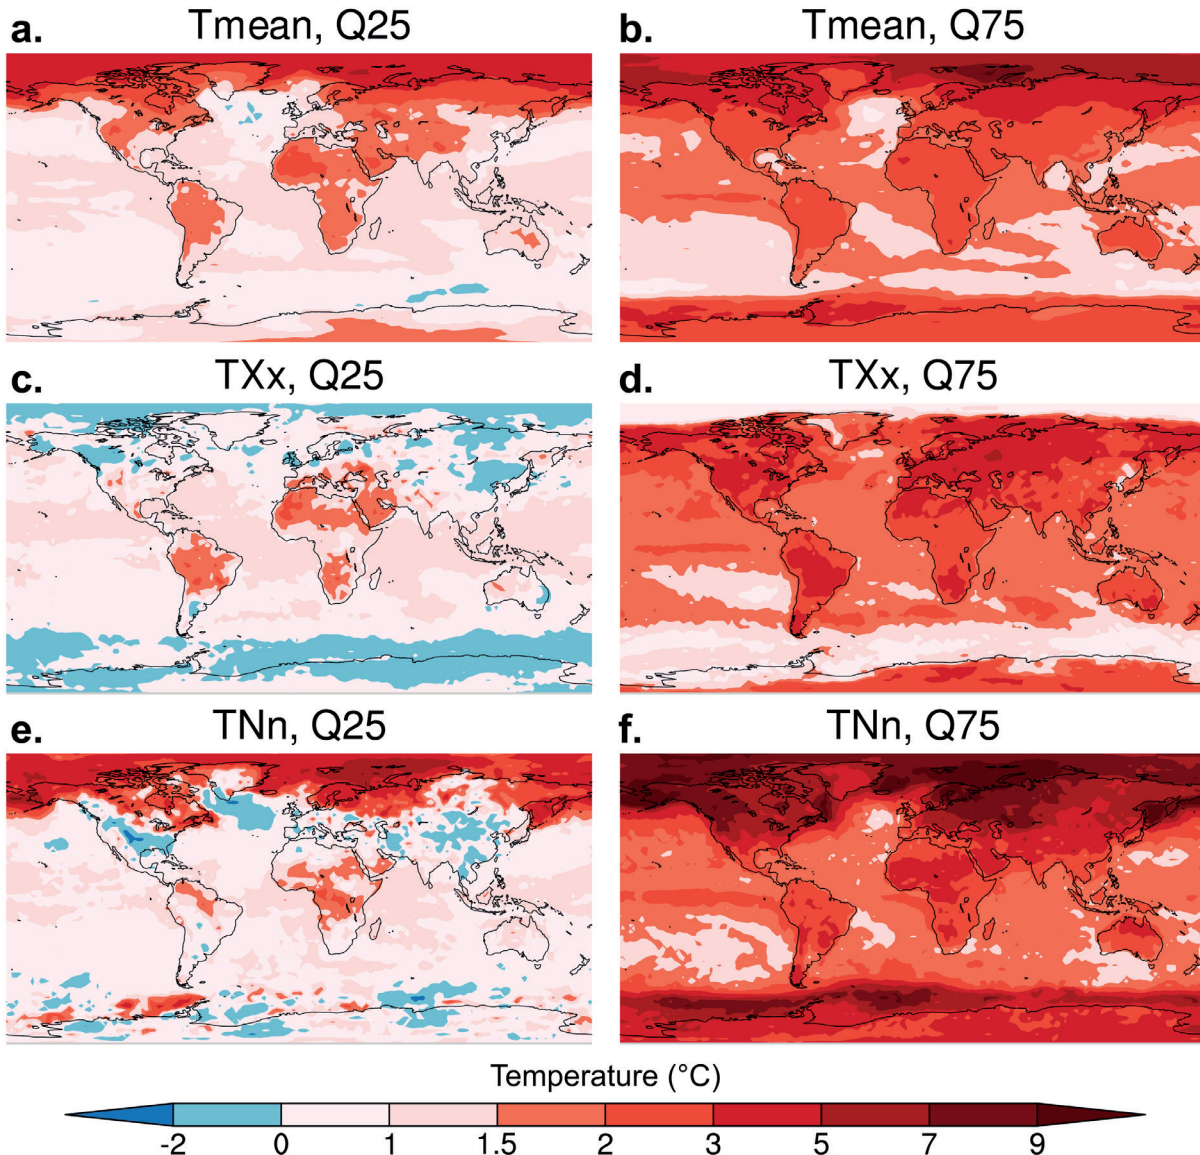 a. Tmean, Q25
b. Tmean, Q75
c. TXx, Q25
d. TXx, Q75
e. TNn, Q25
f. TNn, Q75
Temperature (°C)
-2 0 1 1.5 2 3 5 7 9